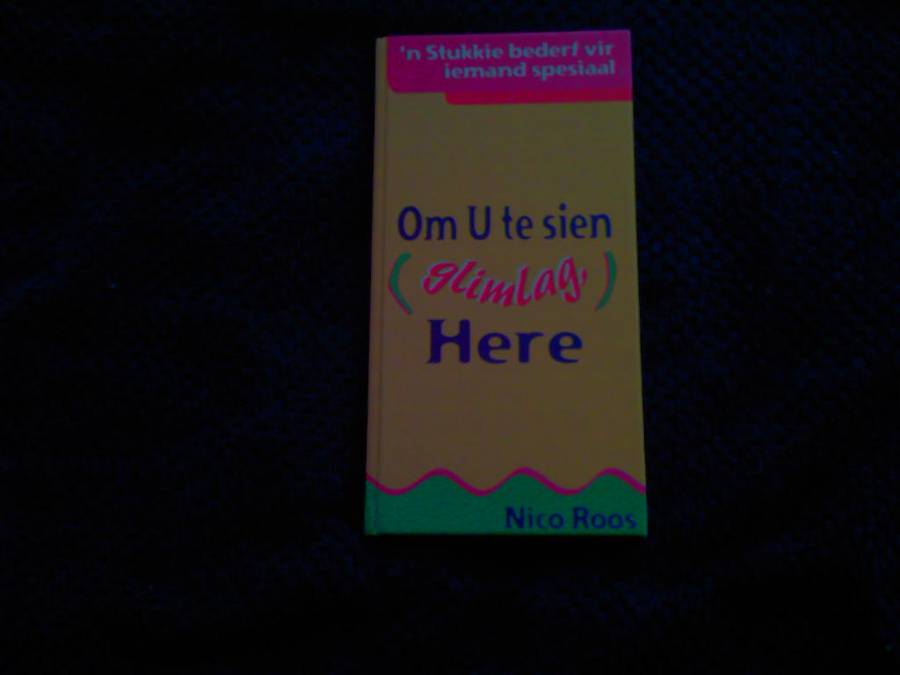 'n Stukkie bederf vir
iemand spesiaal
Om U te sien
(glimlag,)
Here
Nico Roos